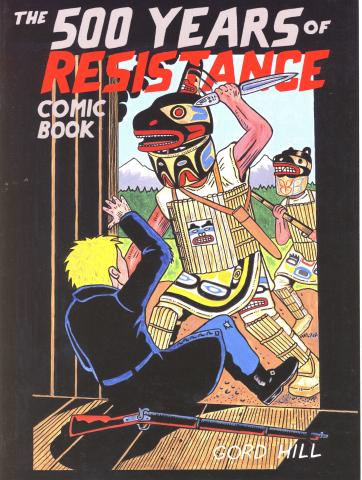 THE 500 YEARS OF
RESISTANCE
COMIC
BOOK
GORD HILL